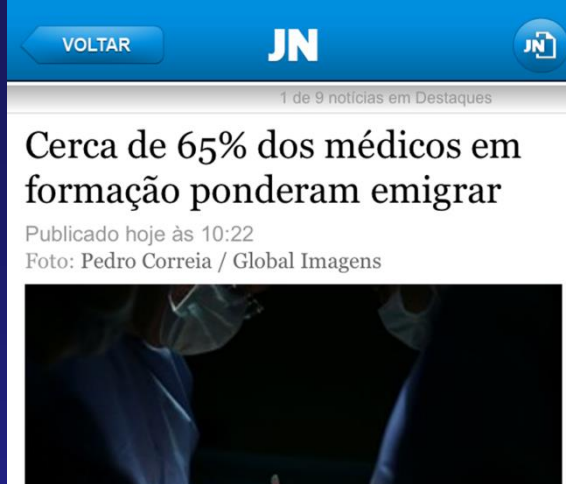 VOLTAR
JN
JN
1 de 9 notícias em Destaques
Cerca de 65% dos médicos em
formação ponderam emigrar
Publicado hoje às 10:22
Foto: Pedro Correia / Global Imagens